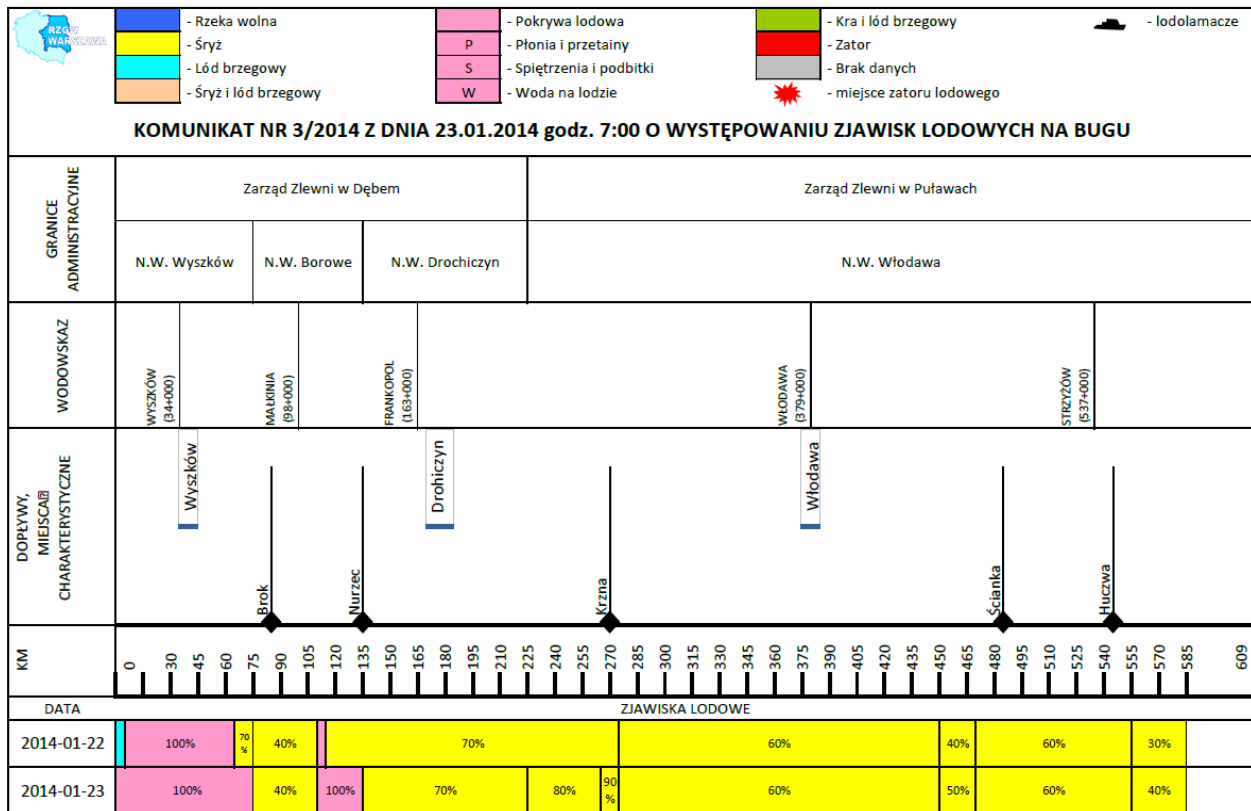 RZGW
WARSZAWA
- Rzeka wolna
- Śryż
- Lód brzegowy
- Śryż i lód brzegowy
- Pokrywa lodowa
P - Płonia i przetainy
S - Spiętrzenia i podbitki
W - Woda na lodzie
- Kra i lód brzegowy
- Zator
- Brak danych
- miejsce zatoru lodowego
- lodołamacze
KOMUNIKAT NR 3/2014 Z DNIA 23.01.2014 godz. 7:00 O WYSTĘPOWANIU ZJAWISK LODOWYCH NA BUGU
GRANICE
ADMINISTRACYJNE
Zarząd Zlewni w Dębem
Zarząd Zlewni w Puławach
N.W. Wyszków
N.W. Borowe
N.W. Drochiczyn
N.W. Włodawa
WODOWSKAZ
WYSZKÓW
(34+000)
MAŁKINIA
(98+000)
FRANKOPOL
(163+000)
WŁODAWA
(379+000)
STRZYŻÓW
(537+000)
DOPŁYWY,
MIEJSCA
CHARAKTERYSTYCZNE
Wyszków
Drohiczyn
Włodawa
Brok
Nurzec
Krzna
Ścianka
Huczwa
KM
0 30 45 60 75 90 105 120 135 150 165 180 195 210 225 240 255 270 285 300 315 330 345 360 375 390 405 420 435 450 465 480 495 510 525 540 555 570 585 609
DATA
ZJAWISKA LODOWE
2014-01-22 100% 70% 40% 70% 60% 40% 60% 30%
2014-01-23 100% 40% 100% 70% 80% 90% 60% 50% 60% 40%